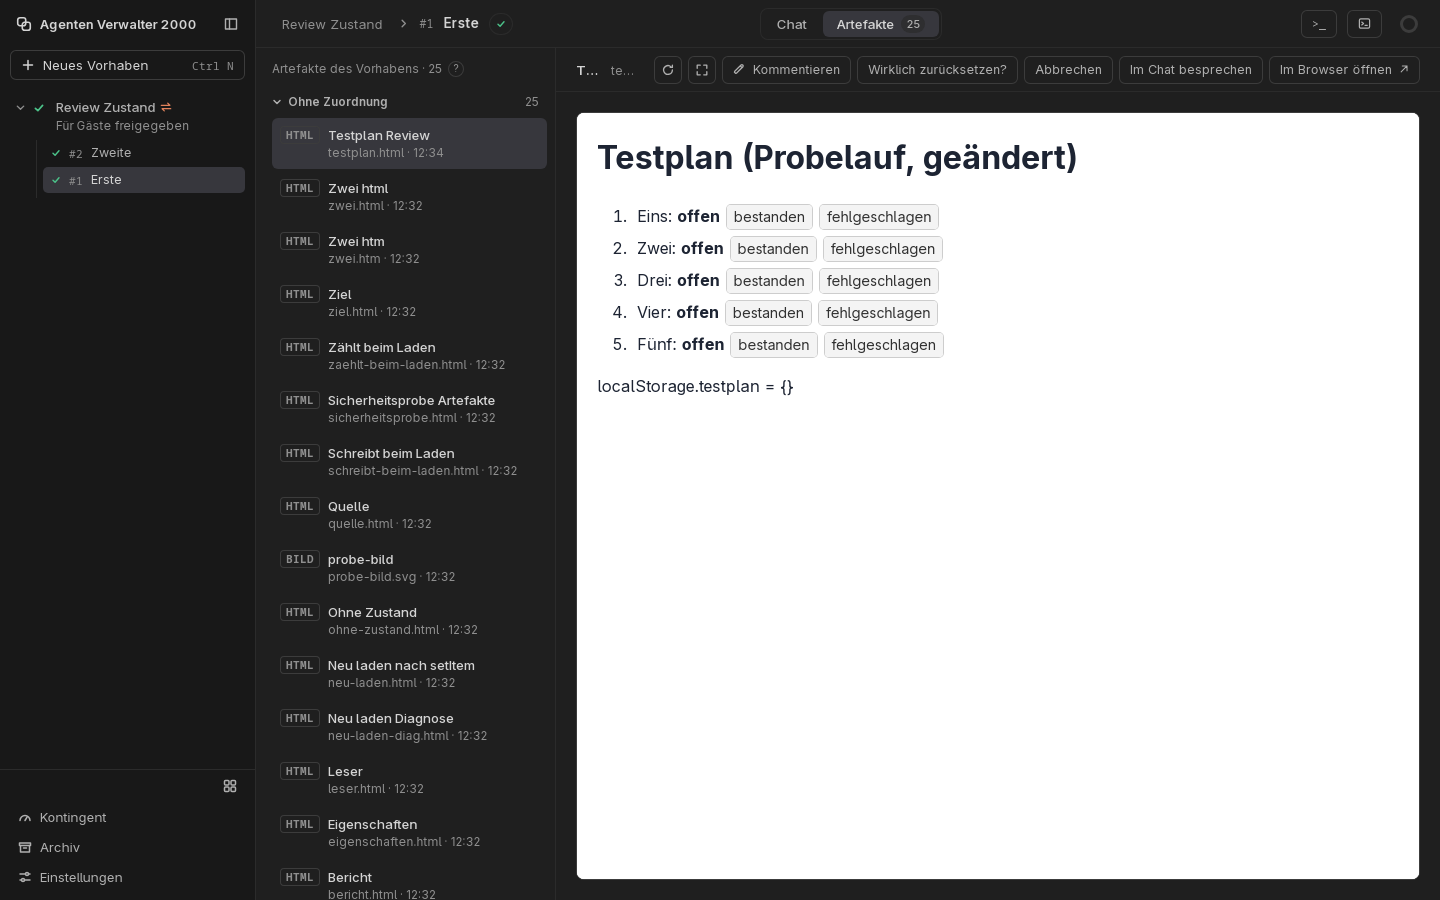 Agenten Verwalter 2000
Neues Vorhaben Ctrl N
Review Zustand
Für Gäste freigegeben
#2 Zweite
#1 Erste
Kontingent
Archiv
Einstellungen
Review Zustand #1 Erste
Chat Artefakte 25
>_
Artefakte des Vorhabens · 25 ?
Ohne Zuordnung 25
HTML Testplan Review
testplan.html · 12:34
HTML Zwei html
zwei.html · 12:32
HTML Zwei htm
zwei.htm · 12:32
HTML Ziel
ziel.html · 12:32
HTML Zählt beim Laden
zaehlt-beim-laden.html · 12:32
HTML Sicherheitsprobe Artefakte
sicherheitsprobe.html · 12:32
HTML Schreibt beim Laden
schreibt-beim-laden.html · 12:32
HTML Quelle
quelle.html · 12:32
BILD probe-bild
probe-bild.svg · 12:32
HTML Ohne Zustand
ohne-zustand.html · 12:32
HTML Neu laden nach setItem
neu-laden.html · 12:32
HTML Neu laden Diagnose
neu-laden-diag.html · 12:32
HTML Leser
leser.html · 12:32
HTML Eigenschaften
eigenschaften.html · 12:32
HTML Bericht
bericht.html · 12:32
T... te... Kommentieren Wirklich zurücksetzen? Abbrechen Im Chat besprechen Im Browser öffnen
Testplan (Probelauf, geändert)
1. Eins: offen bestanden fehlgeschlagen
2. Zwei: offen bestanden fehlgeschlagen
3. Drei: offen bestanden fehlgeschlagen
4. Vier: offen bestanden fehlgeschlagen
5. Fünf: offen bestanden fehlgeschlagen
localStorage.testplan = {}